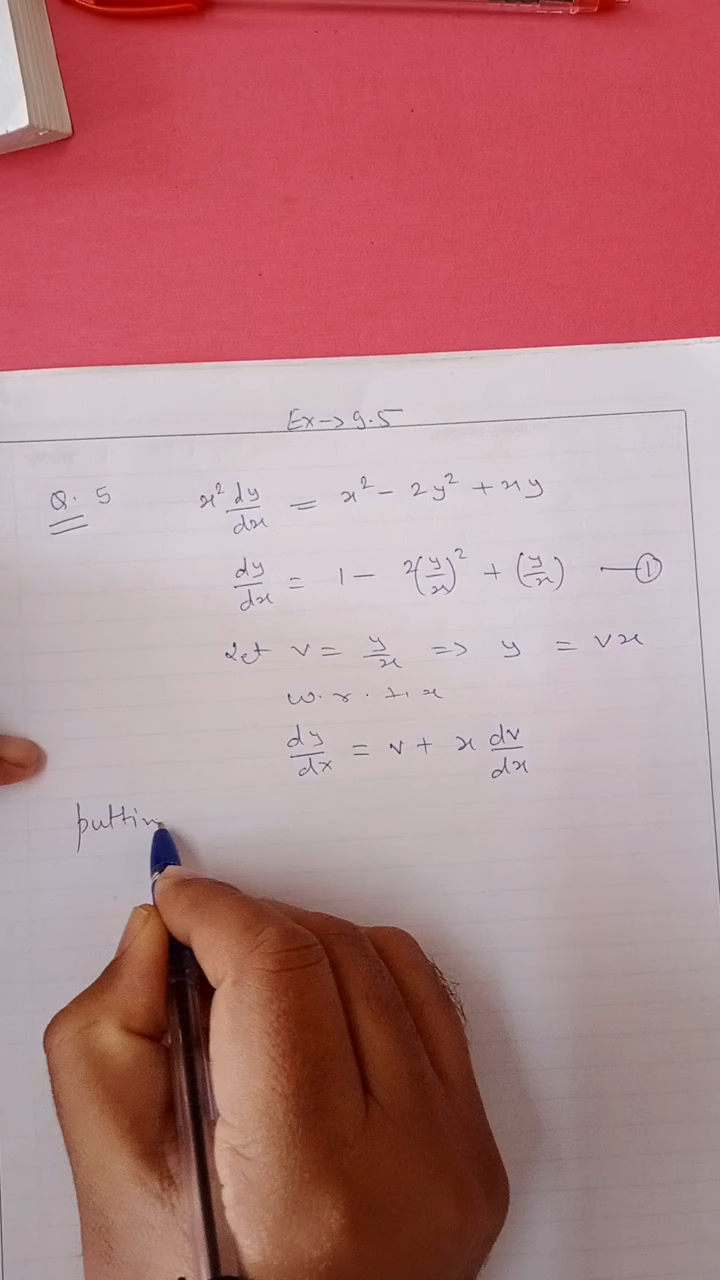 Ex → 9.5
Q. 5 x² dy/dx = x² - 2y² + xy
dy/dx = 1 - 2(y/x)² + (y/x) —①
Let v = y/x => y = vx
w.r.t. x
dy/dx = v + x dv/dx
puttin